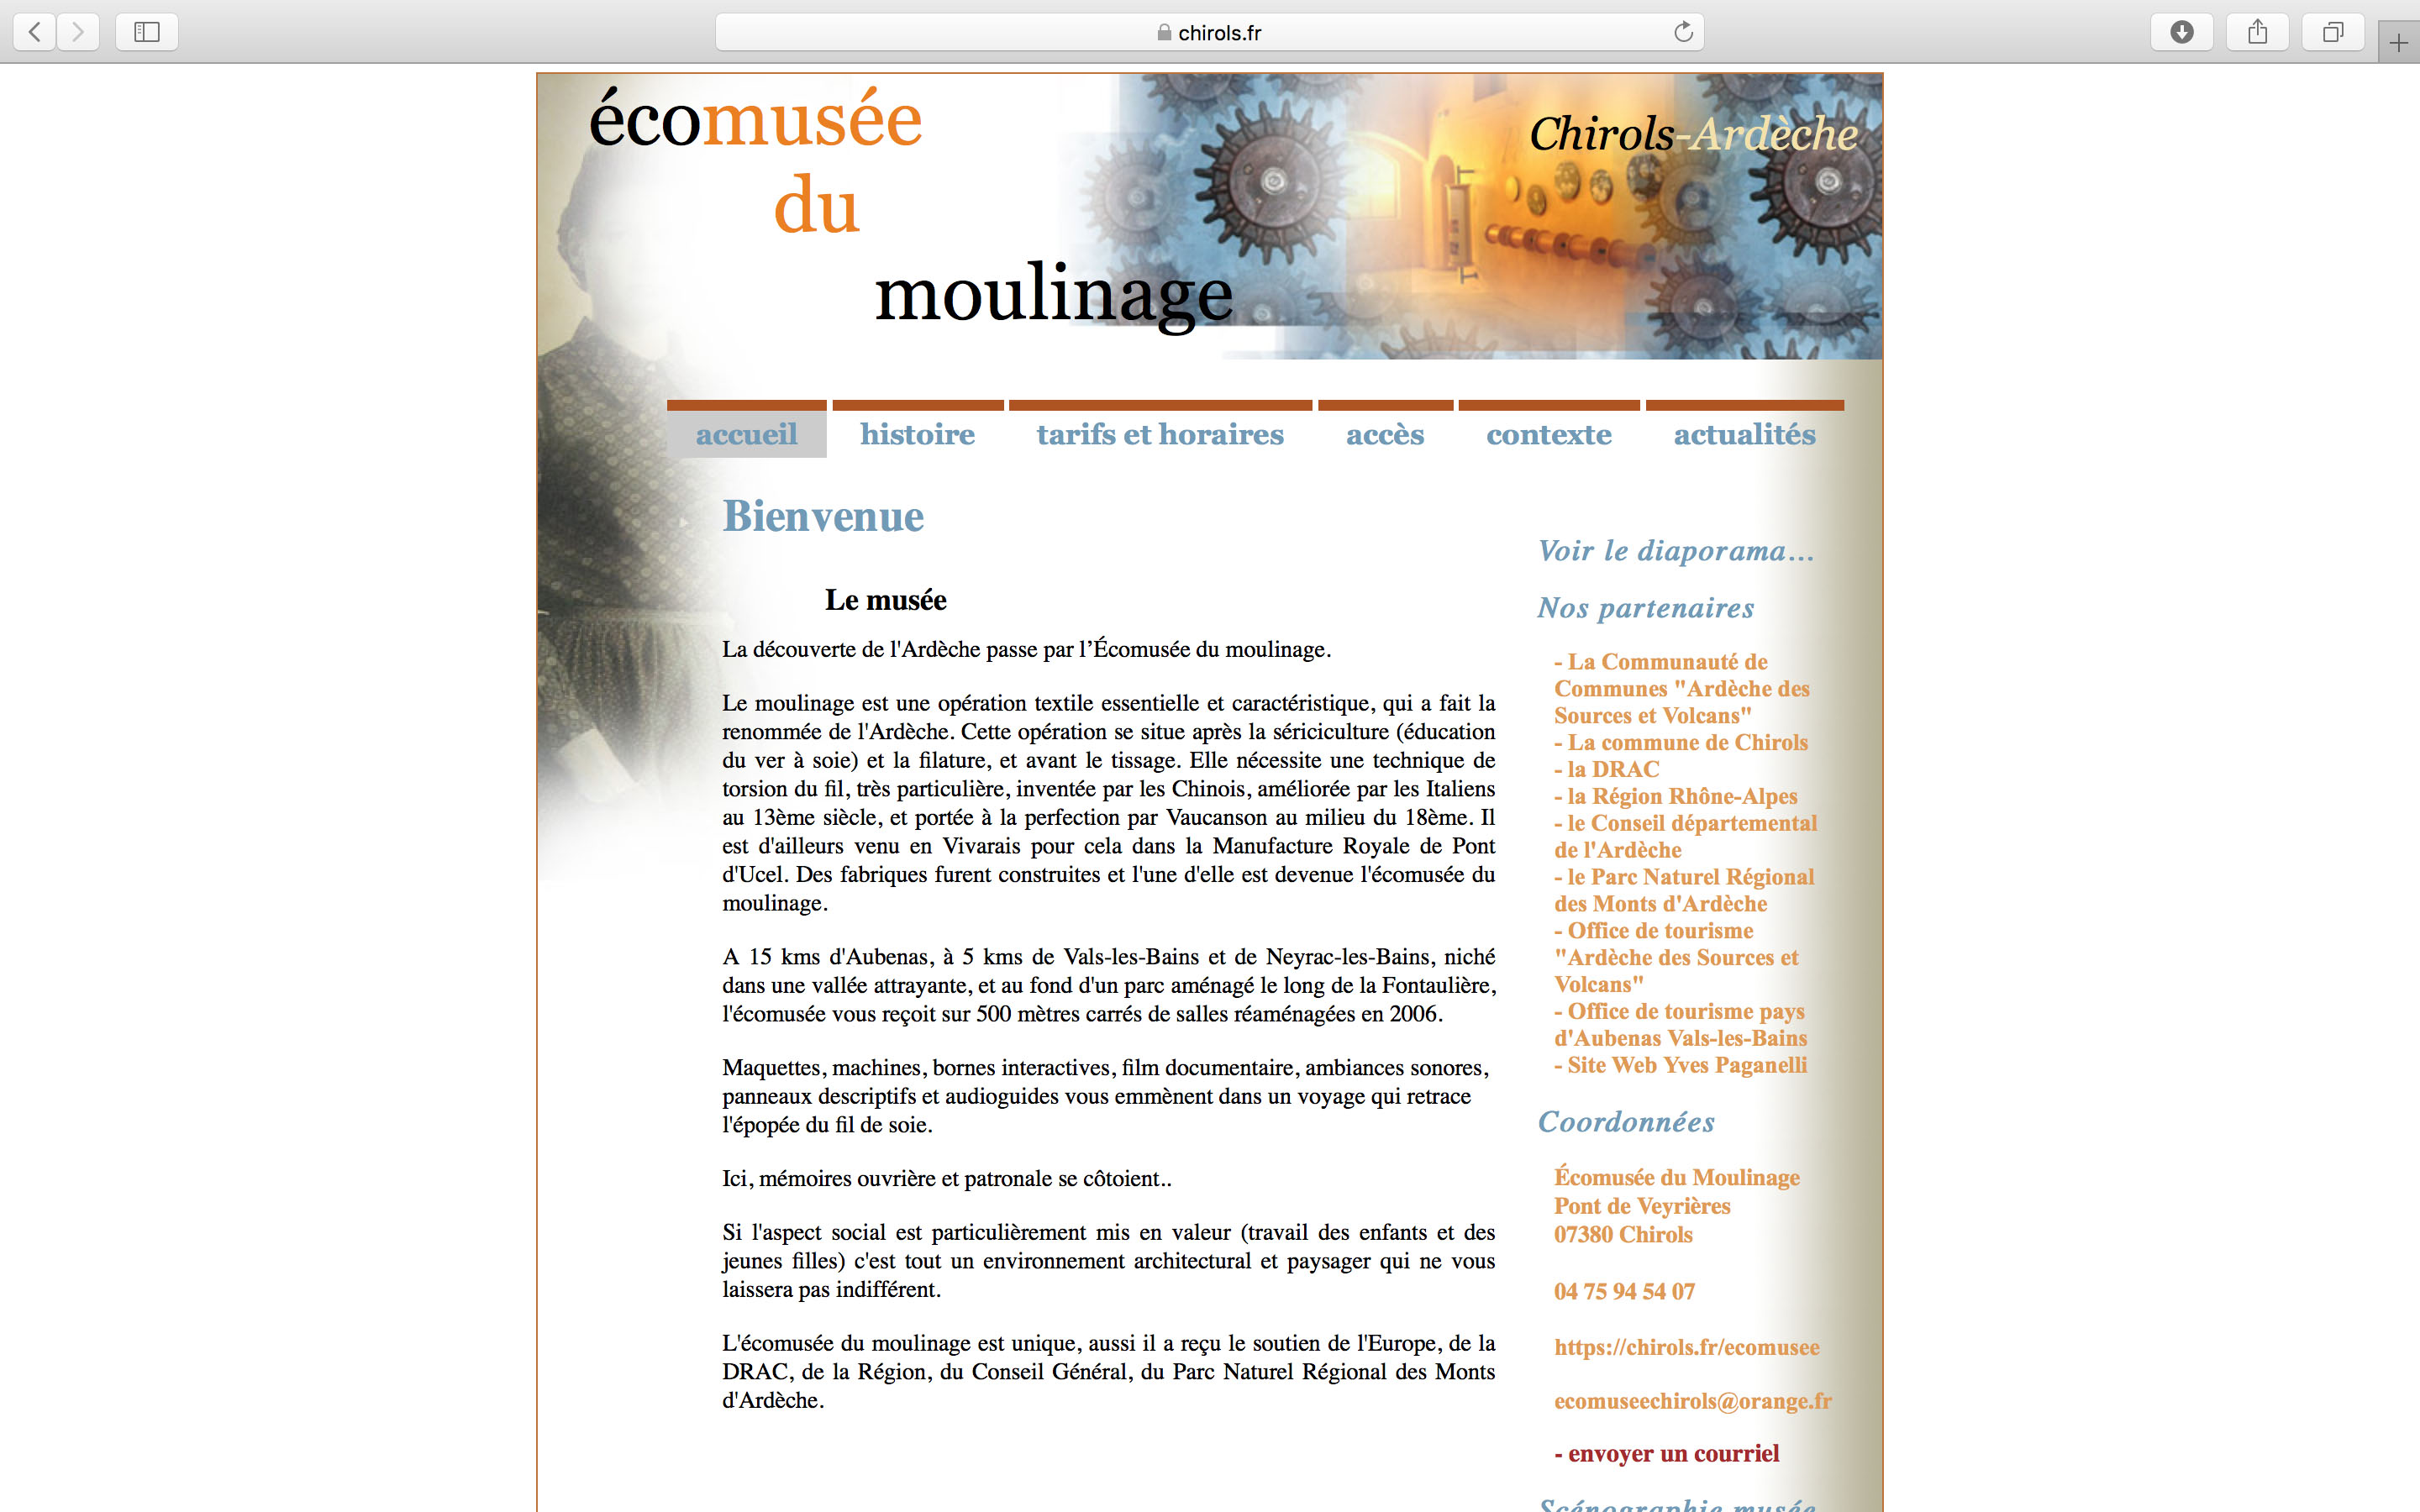 chirols.fr
écomusée
du
moulinage
Chirols-Ardèche
accueil
histoire
tarifs et horaires
accès
contexte
actualités
Bienvenue
Le musée
La découverte de l'Ardèche passe par l’Écomusée du moulinage.
Le moulinage est une opération textile essentielle et caractéristique, qui a fait la
renommée de l'Ardèche. Cette opération se situe après la sériciculture (éducation
du ver à soie) et la filature, et avant le tissage. Elle nécessite une technique de
torsion du fil, très particulière, inventée par les Chinois, améliorée par les Italiens
au 13ème siècle, et portée à la perfection par Vaucanson au milieu du 18ème. Il
est d'ailleurs venu en Vivarais pour cela dans la Manufacture Royale de Pont
d'Ucel. Des fabriques furent construites et l'une d'elle est devenue l'écomusée du
moulinage.
A 15 kms d'Aubenas, à 5 kms de Vals-les-Bains et de Neyrac-les-Bains, niché
dans une vallée attrayante, et au fond d'un parc aménagé le long de la Fontaulière,
l'écomusée vous reçoit sur 500 mètres carrés de salles réaménagées en 2006.
Maquettes, machines, bornes interactives, film documentaire, ambiances sonores,
panneaux descriptifs et audioguides vous emmènent dans un voyage qui retrace
l'épopée du fil de soie.
Ici, mémoires ouvrière et patronale se côtoient..
Si l'aspect social est particulièrement mis en valeur (travail des enfants et des
jeunes filles) c'est tout un environnement architectural et paysager qui ne vous
laissera pas indifférent.
L'écomusée du moulinage est unique, aussi il a reçu le soutien de l'Europe, de la
DRAC, de la Région, du Conseil Général, du Parc Naturel Régional des Monts
d'Ardèche.
Voir le diaporama...
Nos partenaires
- La Communauté de
Communes "Ardèche des
Sources et Volcans"
- La commune de Chirols
- la DRAC
- la Région Rhône-Alpes
- le Conseil départemental
de l'Ardèche
- le Parc Naturel Régional
des Monts d'Ardèche
- Office de tourisme
"Ardèche des Sources et
Volcans"
- Office de tourisme pays
d'Aubenas Vals-les-Bains
- Site Web Yves Paganelli
Coordonnées
Écomusée du Moulinage
Pont de Veyrières
07380 Chirols
04 75 94 54 07
https://chirols.fr/ecomusee
ecomuseechirols@orange.fr
- envoyer un courriel
Scénographie musée